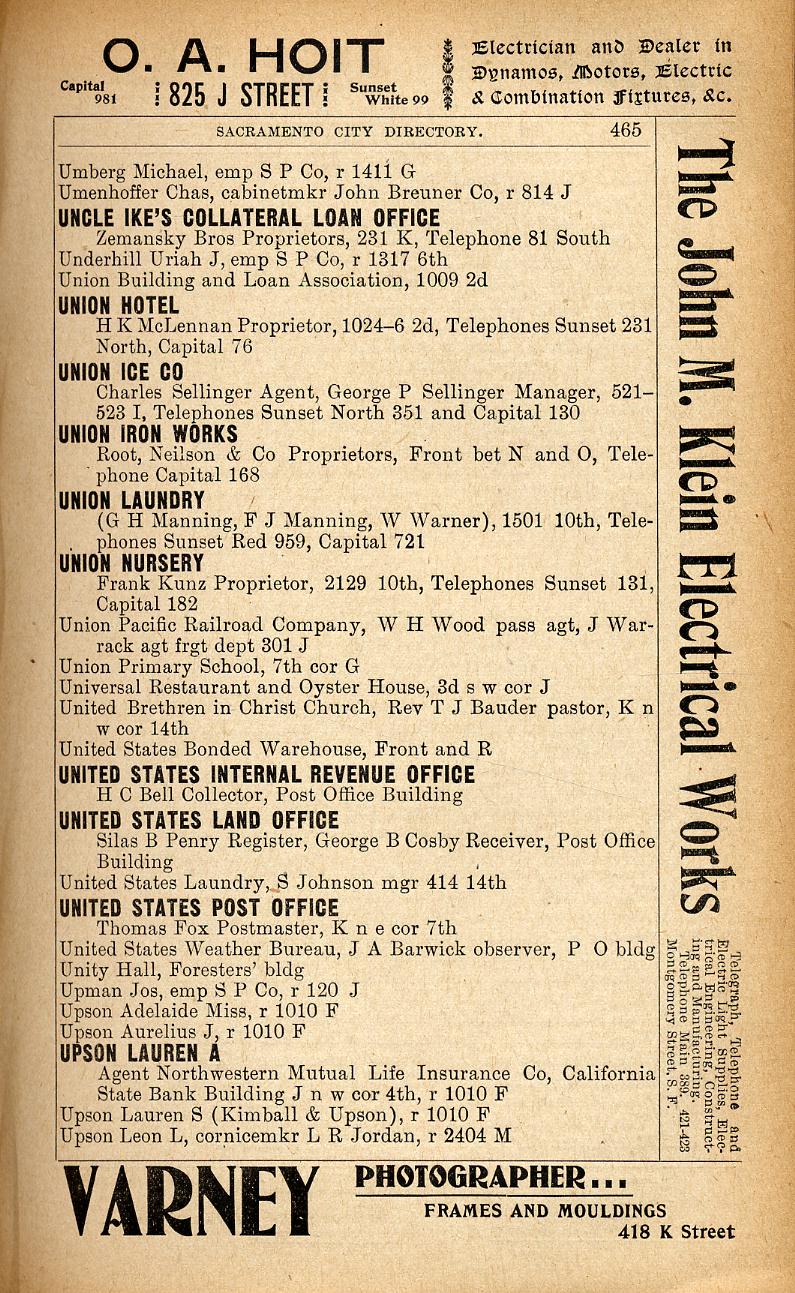 O. A. HOIT
Capital 981
825 J STREET
Sunset White 99
Electrician and Dealer in
Dynamos, Motors, Electric
& Combination Fixtures, &c.
SACRAMENTO CITY DIRECTORY. 465
Umberg Michael, emp S P Co, r 1411 G
Umenhoffer Chas, cabinetmkr John Breuner Co, r 814 J
UNCLE IKE'S COLLATERAL LOAN OFFICE
Zemansky Bros Proprietors, 231 K, Telephone 81 South
Underhill Uriah J, emp S P Co, r 1317 6th
Union Building and Loan Association, 1009 2d
UNION HOTEL
H K McLennan Proprietor, 1024–6 2d, Telephones Sunset 231
North, Capital 76
UNION ICE CO
Charles Sellinger Agent, George P Sellinger Manager, 521–
523 I, Telephones Sunset North 351 and Capital 130
UNION IRON WORKS
Root, Neilson & Co Proprietors, Front bet N and O, Tele-
phone Capital 168
UNION LAUNDRY
(G H Manning, F J Manning, W Warner), 1501 10th, Tele-
phones Sunset Red 959, Capital 721
UNION NURSERY
Frank Kunz Proprietor, 2129 10th, Telephones Sunset 131,
Capital 182
Union Pacific Railroad Company, W H Wood pass agt, J War-
rack agt frgt dept 301 J
Union Primary School, 7th cor G
Universal Restaurant and Oyster House, 3d s w cor J
United Brethren in Christ Church, Rev T J Bauder pastor, K n
w cor 14th
United States Bonded Warehouse, Front and R
UNITED STATES INTERNAL REVENUE OFFICE
H C Bell Collector, Post Office Building
UNITED STATES LAND OFFICE
Silas B Penry Register, George B Cosby Receiver, Post Office
Building
United States Laundry, S Johnson mgr 414 14th
UNITED STATES POST OFFICE
Thomas Fox Postmaster, K n e cor 7th
United States Weather Bureau, J A Barwick observer, P O bldg
Unity Hall, Foresters' bldg
Upman Jos, emp S P Co, r 120 J
Upson Adelaide Miss, r 1010 F
Upson Aurelius J, r 1010 F
UPSON LAUREN A
Agent Northwestern Mutual Life Insurance Co, California
State Bank Building J n w cor 4th, r 1010 F
Upson Lauren S (Kimball & Upson), r 1010 F
Upson Leon L, cornicemkr L R Jordan, r 2404 M
The John M. Klein Electrical Works
Telegraph, Telephone and
Electric Light Supplies, Elec-
trical Engineering, Construct-
ing and Manufacturing.
Telephone Main 389. 421-423
Montgomery Street, S. F.
VARNEY
PHOTOGRAPHER...
FRAMES AND MOULDINGS
418 K Street